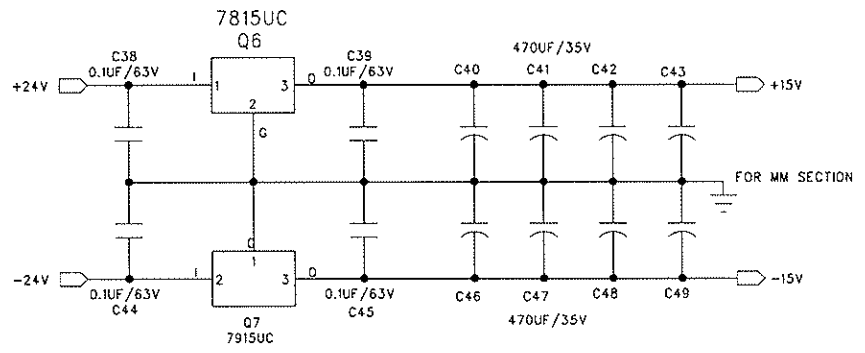 7815UC
Q6
C38
0.1UF/63V
C39
0.1UF/63V
470UF/35V
C40
C41
C42
C43
+24V
I
1
3
O
2
G
+15V
FOR MM SECTION
G
1
-24V
I
2
3
O
-15V
0.1UF/63V
C44
Q7
7915UC
0.1UF/63V
C45
C46
C47
C48
C49
470UF/35V